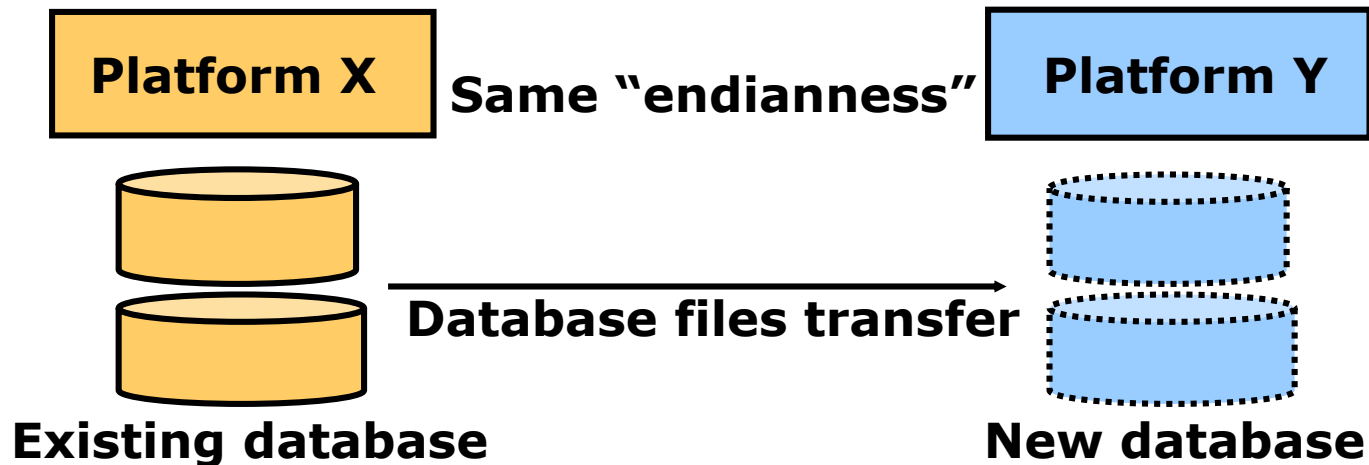 Platform X
Same “endianness”
Platform Y
Database files transfer
Existing database
New database